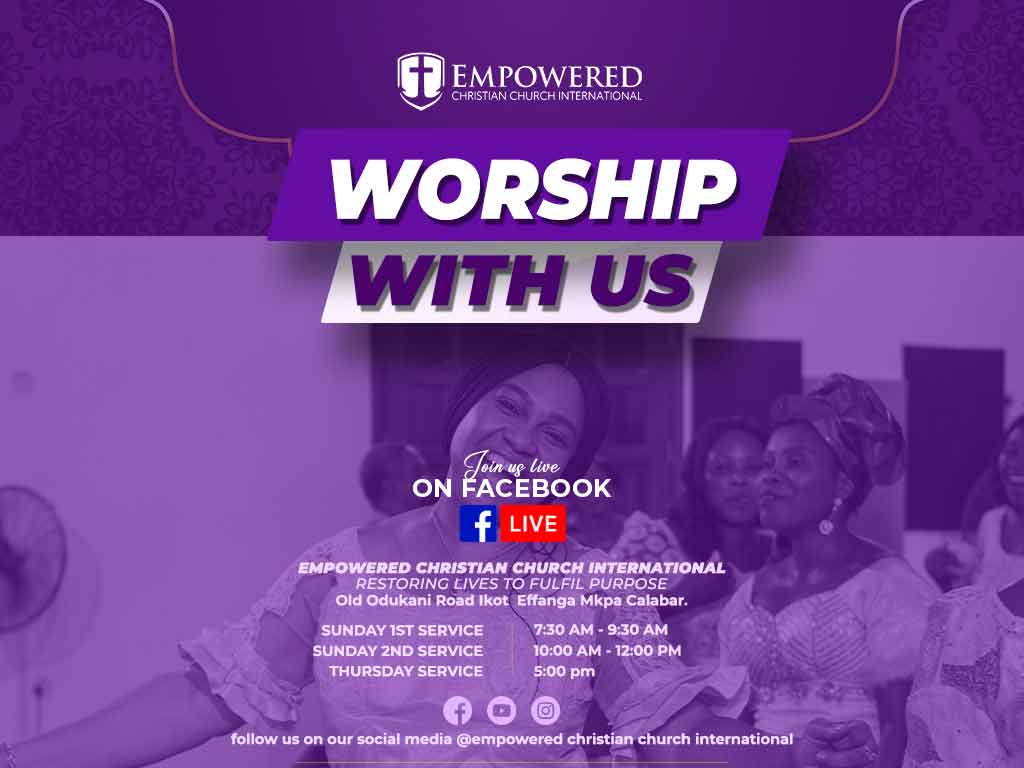 EMPOWERED
CHRISTIAN CHURCH INTERNATIONAL
WORSHIP
WITH US
Join us live
ON FACEBOOK
f LIVE
EMPOWERED CHRISTIAN CHURCH INTERNATIONAL
RESTORING LIVES TO FULFIL PURPOSE
Old Odukani Road Ikot Effanga Mkpa Calabar.
SUNDAY 1ST SERVICE 7:30 AM - 9:30 AM
SUNDAY 2ND SERVICE 10:00 AM - 12:00 PM
THURSDAY SERVICE 5:00 pm
follow us on our social media @empowered christian church international